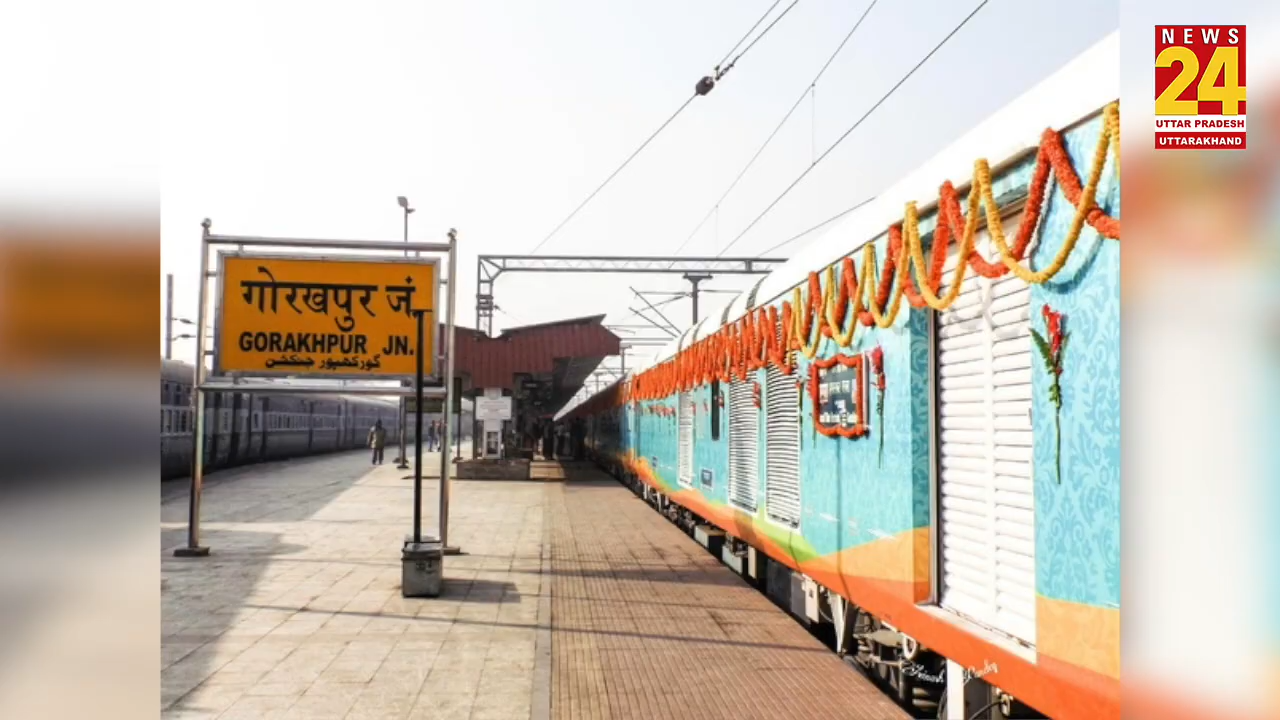 NEWS
24
UTTAR PRADESH
UTTARAKHAND
गोरखपुर जं.
GORAKHPUR JN.
گورکھپور جنکشن